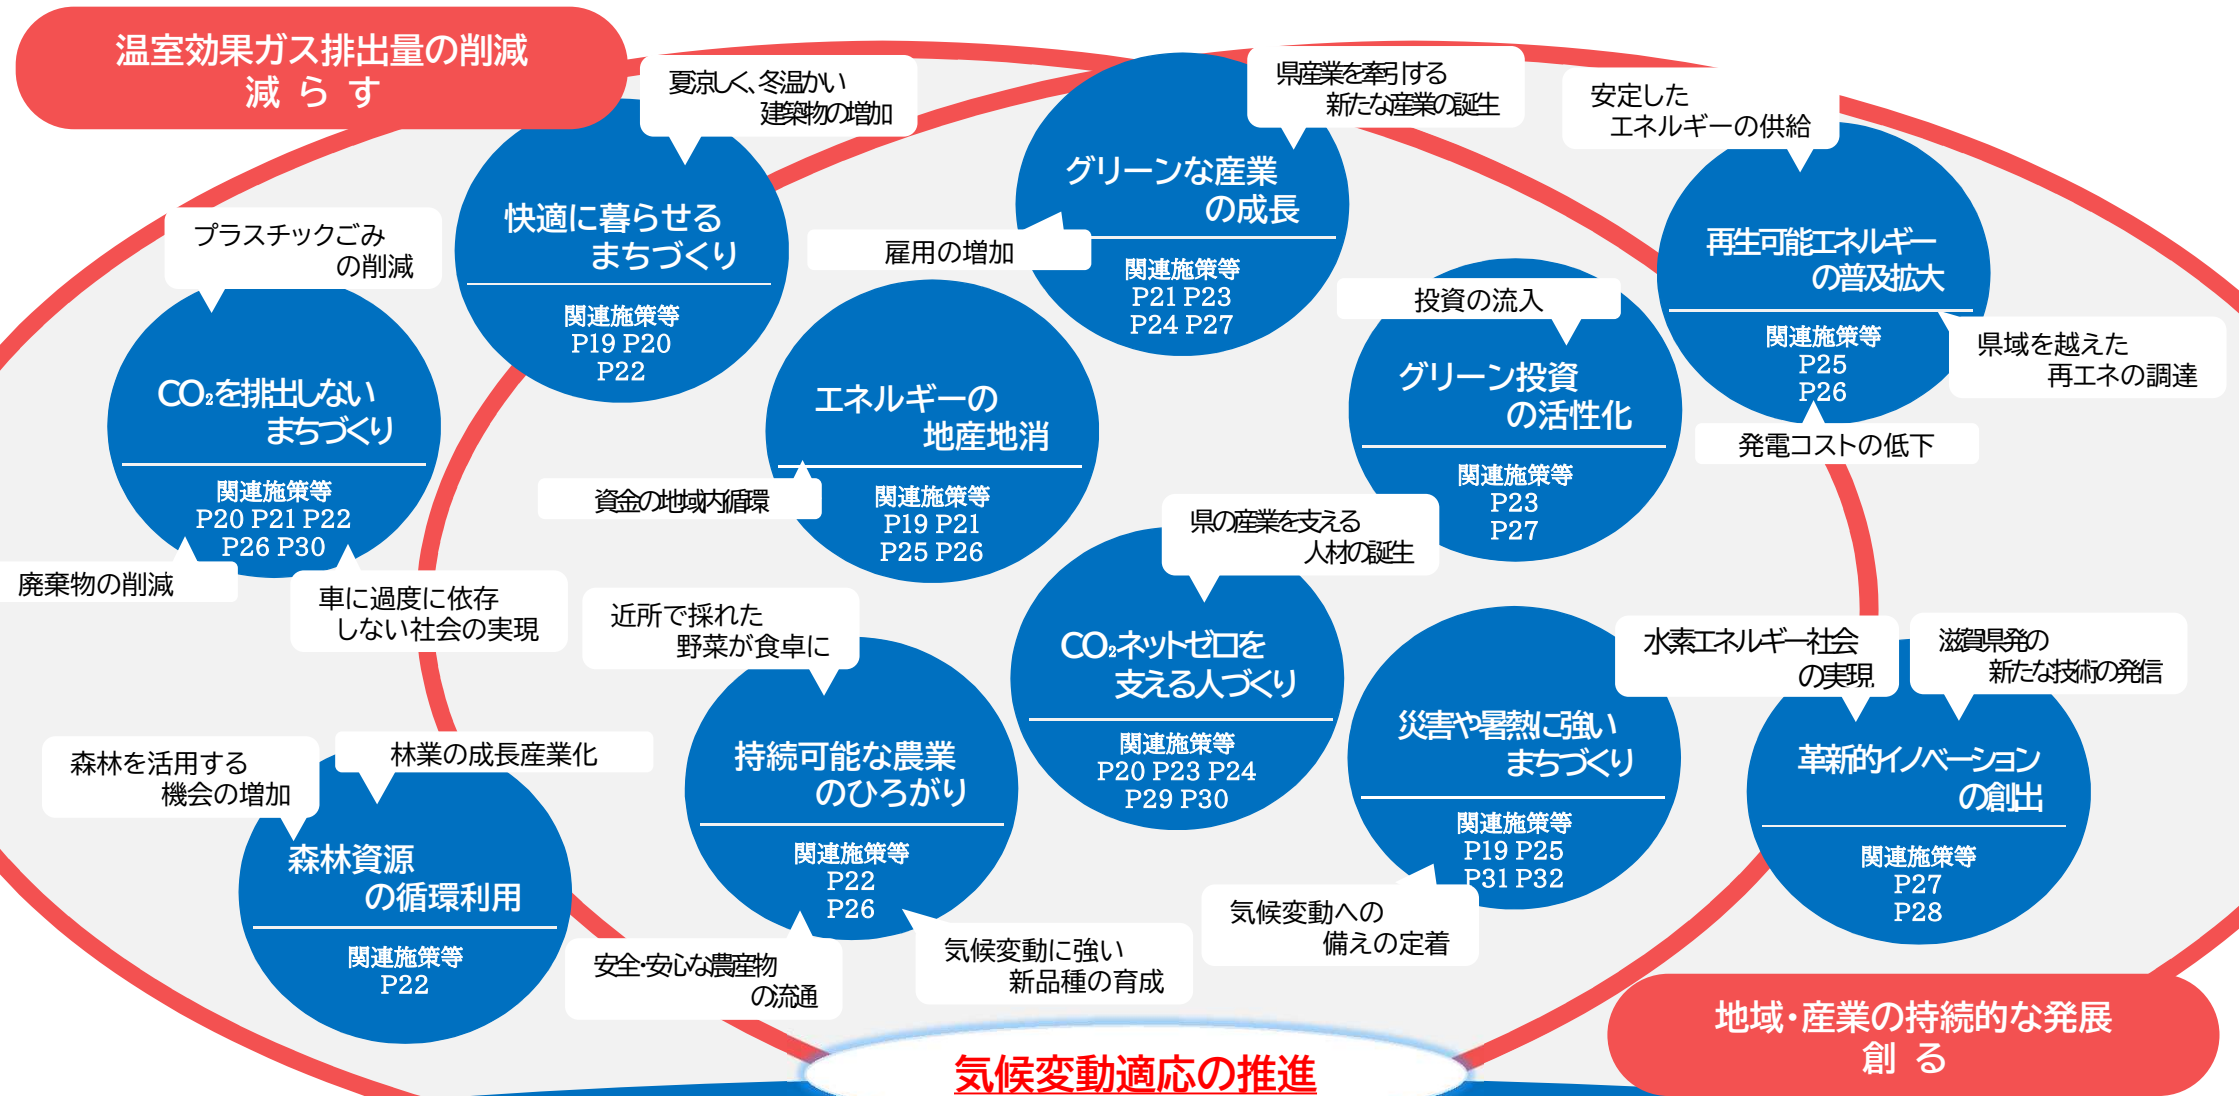 温室効果ガス排出量の削減
減らす
夏涼しく、冬温かい
建築物の増加
快適に暮らせる
まちづくり
関連施策等
P19 P20
P22
県産業を牽引する
新たな産業の誕生
グリーンな産業
の成長
雇用の増加
関連施策等
P21 P23
P24 P27
安定した
エネルギーの供給
再生可能エネルギー
の普及拡大
関連施策等
P25
P26
県域を越えた
再エネの調達
発電コストの低下
プラスチックごみ
の削減
CO₂を排出しない
まちづくり
関連施策等
P20 P21 P22
P26 P30
廃棄物の削減
車に過度に依存
しない社会の実現
エネルギーの
地産地消
資金の地域内循環
関連施策等
P19 P21
P25 P26
投資の流入
グリーン投資
の活性化
関連施策等
P23
P27
県の産業を支える
人材の誕生
CO₂ネットゼロを
支える人づくり
関連施策等
P20 P23 P24
P29 P30
近所で採れた
野菜が食卓に
持続可能な農業
のひろがり
関連施策等
P22
P26
安全・安心な農産物
の流通
気候変動に強い
新品種の育成
災害や暑熱に強い
まちづくり
関連施策等
P19 P25
P31 P32
気候変動への
備えの定着
水素エネルギー社会
の実現
滋賀県発の
新たな技術の発信
革新的イノベーション
の創出
関連施策等
P27
P28
森林を活用する
機会の増加
林業の成長産業化
森林資源
の循環利用
関連施策等
P22
地域・産業の持続的な発展
創る
気候変動適応の推進